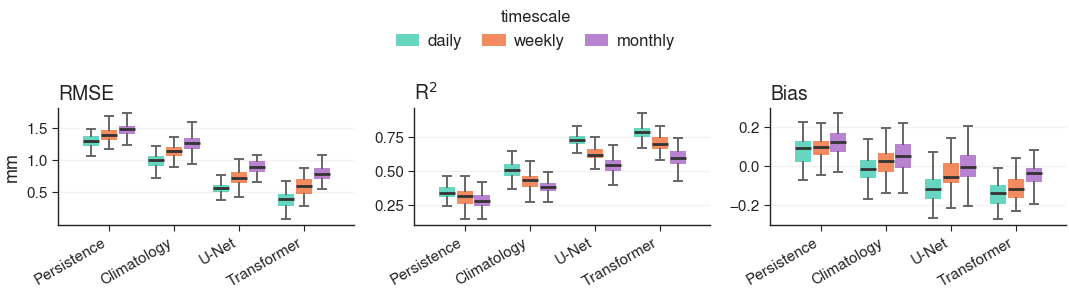 timescale
daily weekly monthly
RMSE
mm
1.5
1.0
0.5
Persistence
Climatology
U-Net
Transformer
R²
0.75
0.50
0.25
Persistence
Climatology
U-Net
Transformer
Bias
0.2
0.0
−0.2
Persistence
Climatology
U-Net
Transformer